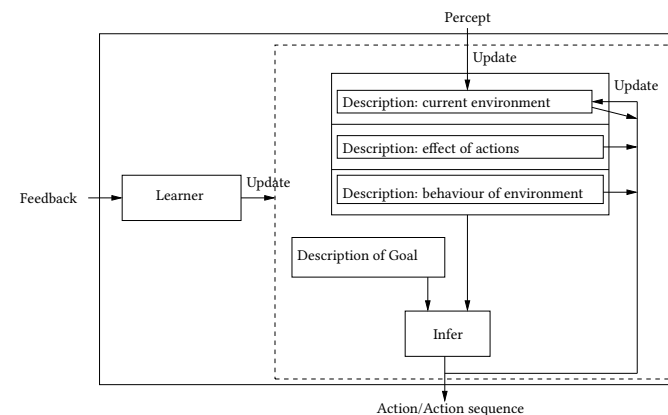 Percept
Update
Update
Description: current environment
Description: effect of actions
Description: behaviour of environment
Feedback
Learner
Update
Description of Goal
Infer
Action/Action sequence